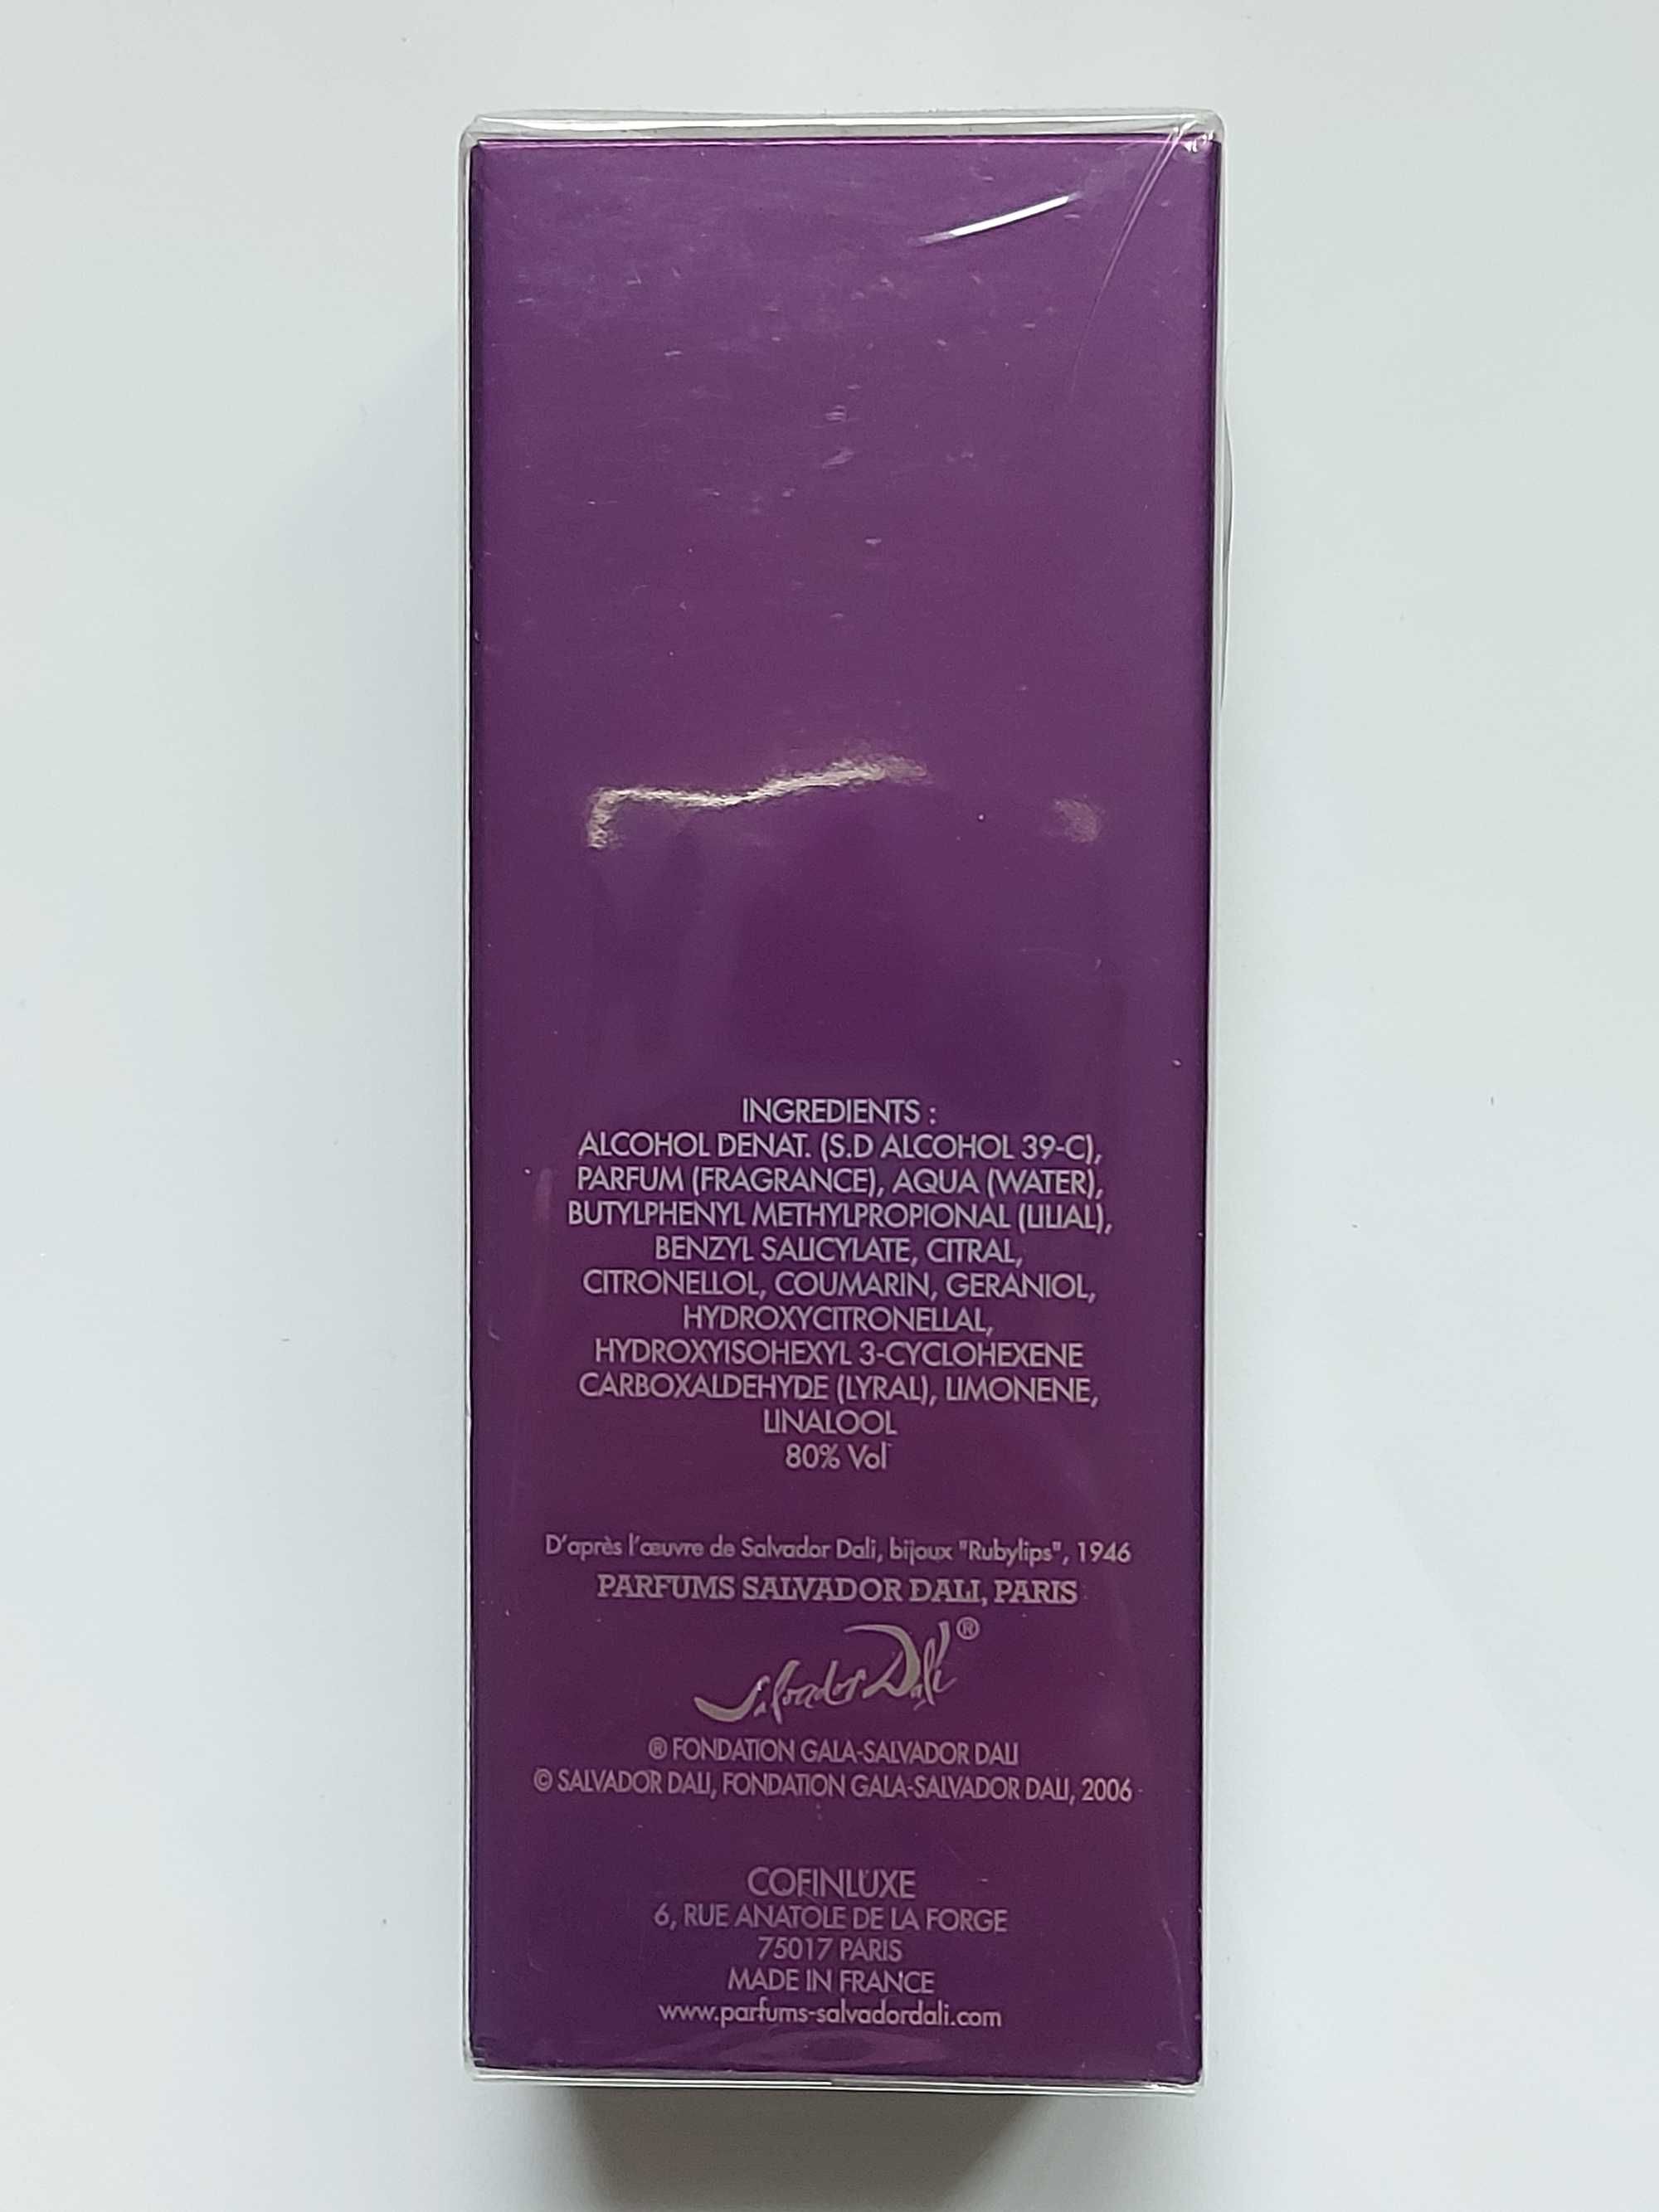 INGREDIENTS :
ALCOHOL DENAT. (S.D ALCOHOL 39-C),
PARFUM (FRAGRANCE), AQUA (WATER),
BUTYLPHENYL METHYLPROPIONAL (LILIAL),
BENZYL SALICYLATE, CITRAL,
CITRONELLOL, COUMARIN, GERANIOL,
HYDROXYCITRONELLAL,
HYDROXYISOHEXYL 3-CYCLOHEXENE
CARBOXALDEHYDE (LYRAL), LIMONENE,
LINALOOL
80% Vol
D'après l'œuvre de Salvador Dali, bijoux "Rubylips", 1946
PARFUMS SALVADOR DALI, PARIS
Salvador Dalí®
® FONDATION GALA-SALVADOR DALI
© SALVADOR DALI, FONDATION GALA-SALVADOR DALI, 2006
COFINLUXE
6, RUE ANATOLE DE LA FORGE
75017 PARIS
MADE IN FRANCE
www.parfums-salvadordali.com